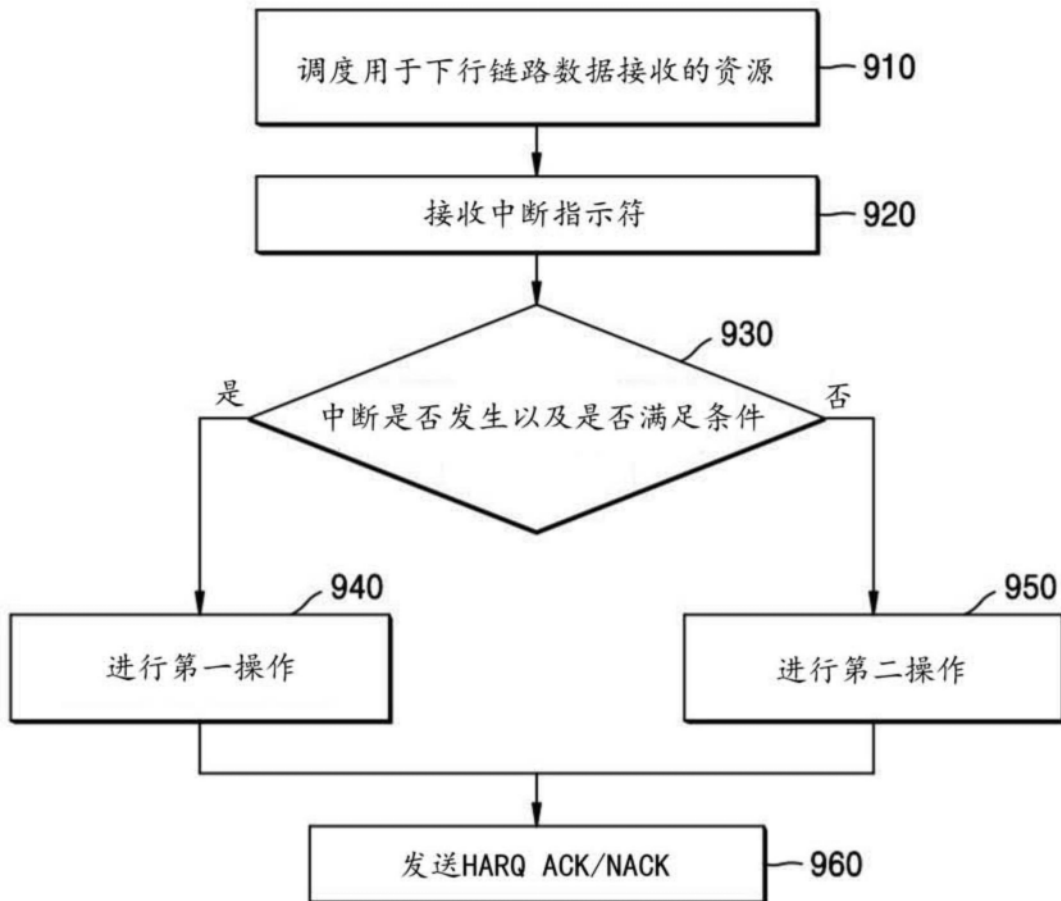 调度用于下行链路数据接收的资源
910
接收中断指示符
920
930
是
中断是否发生以及是否满足条件
否
940
950
进行第一操作
进行第二操作
发送HARQ ACK/NACK
960